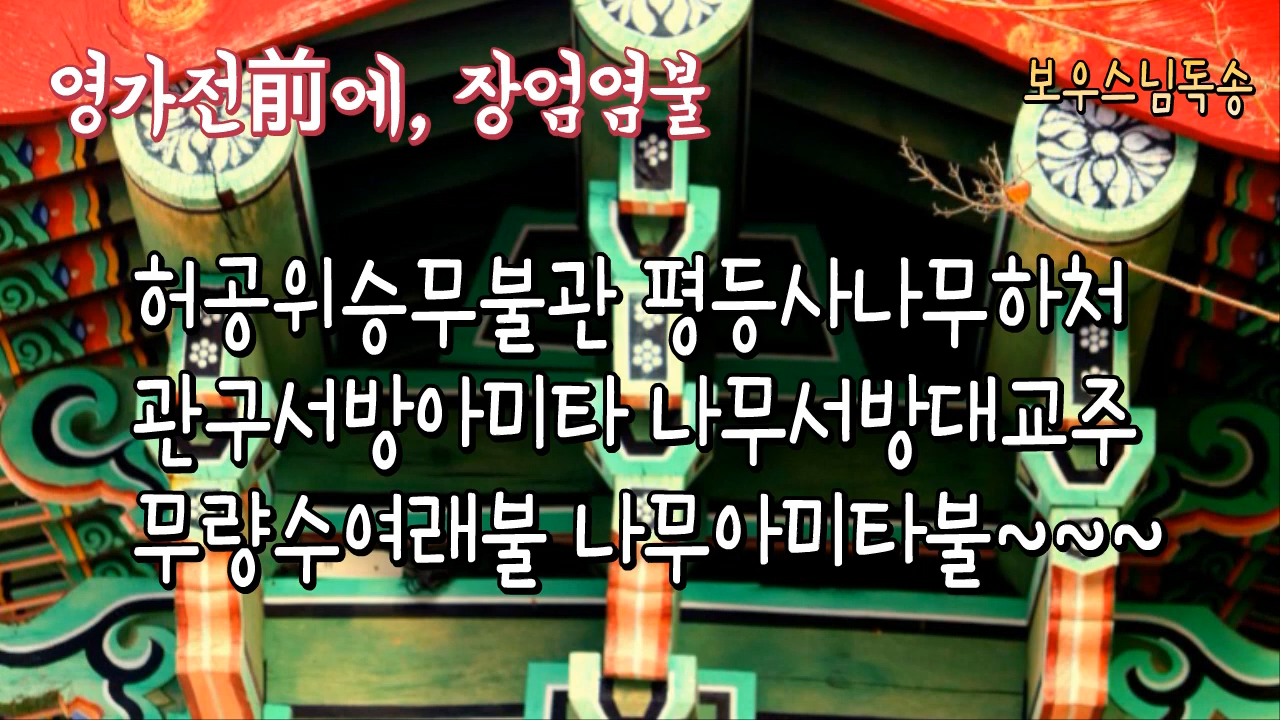 영가전前에, 장엄염불
보우스님독송
허공위승무불관 평등사나무하처
관구서방아미타 나무서방대교주
무량수여래불 나무아미타불~~~